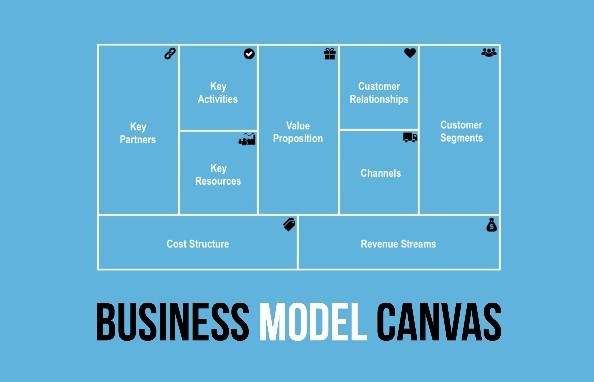 Key
Partners
Key
Activities
Key
Resources
Value
Proposition
Customer
Relationships
Channels
Customer
Segments
Cost Structure
Revenue Streams
BUSINESS MODEL CANVAS